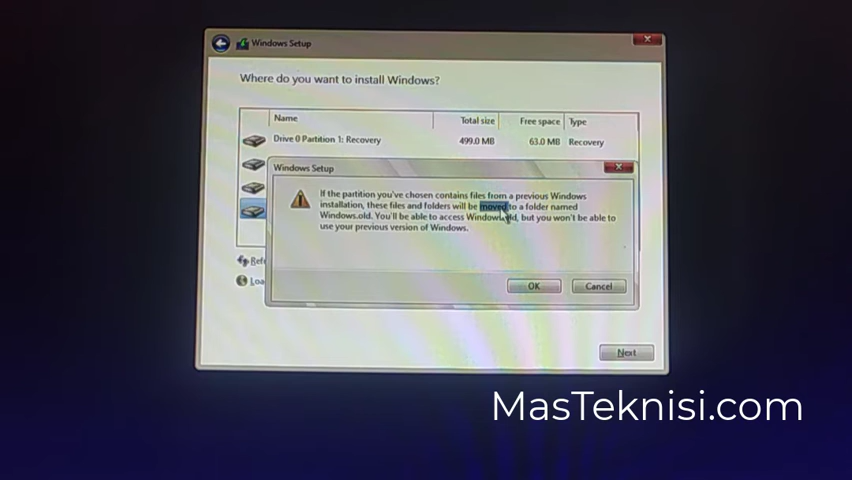 Windows Setup
Where do you want to install Windows?
Name Total size Free space Type
Drive 0 Partition 1: Recovery 499.0 MB 63.0 MB Recovery
Windows Setup
If the partition you've chosen contains files from a previous Windows
installation, these files and folders will be moved to a folder named
Windows.old. You'll be able to access Windows.old, but you won't be able to
use your previous version of Windows.
OK Cancel
Next
MasTeknisi.com